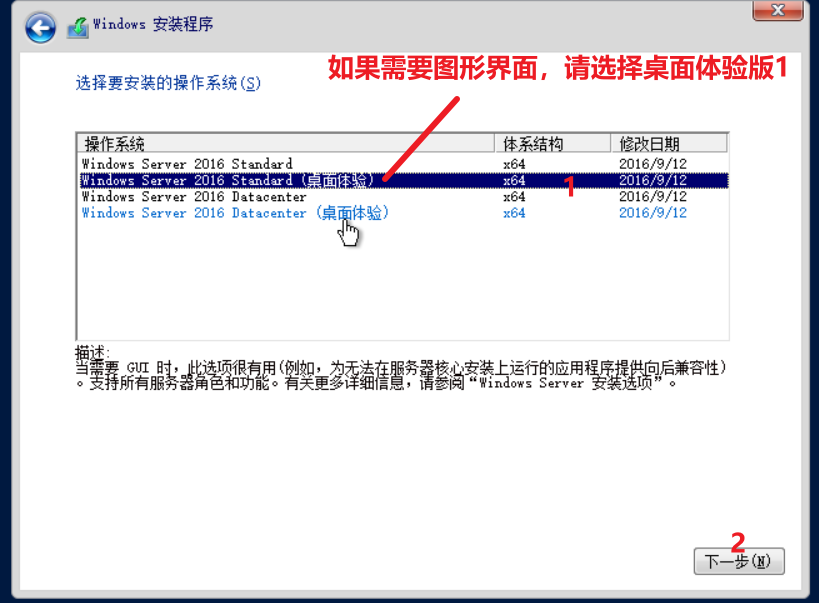 Windows 安装程序
选择要安装的操作系统(S)
如果需要图形界面，请选择桌面体验版1
操作系统 体系结构 修改日期
Windows Server 2016 Standard x64 2016/9/12
Windows Server 2016 Standard (桌面体验) x64 1 2016/9/12
Windows Server 2016 Datacenter x64 2016/9/12
Windows Server 2016 Datacenter (桌面体验) x64 2016/9/12
描述:
当需要 GUI 时，此选项很有用(例如，为无法在服务器核心安装上运行的应用程序提供向后兼容性)
。支持所有服务器角色和功能。有关更多详细信息，请参阅“Windows Server 安装选项”。
2
下一步(N)